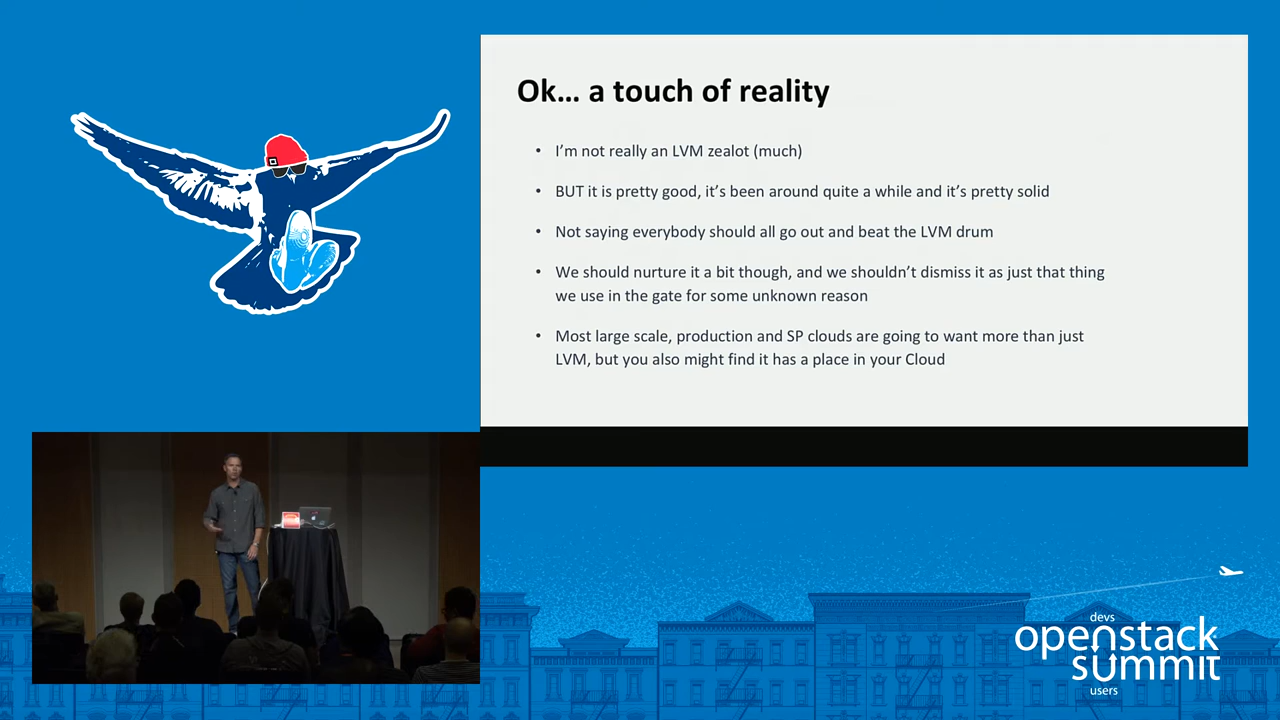 Ok... a touch of reality
• I'm not really an LVM zealot (much)
• BUT it is pretty good, it's been around quite a while and it's pretty solid
• Not saying everybody should all go out and beat the LVM drum
• We should nurture it a bit though, and we shouldn't dismiss it as just that thing
we use in the gate for some unknown reason
• Most large scale, production and SP clouds are going to want more than just
LVM, but you also might find it has a place in your Cloud
devs
openstack
summit
users